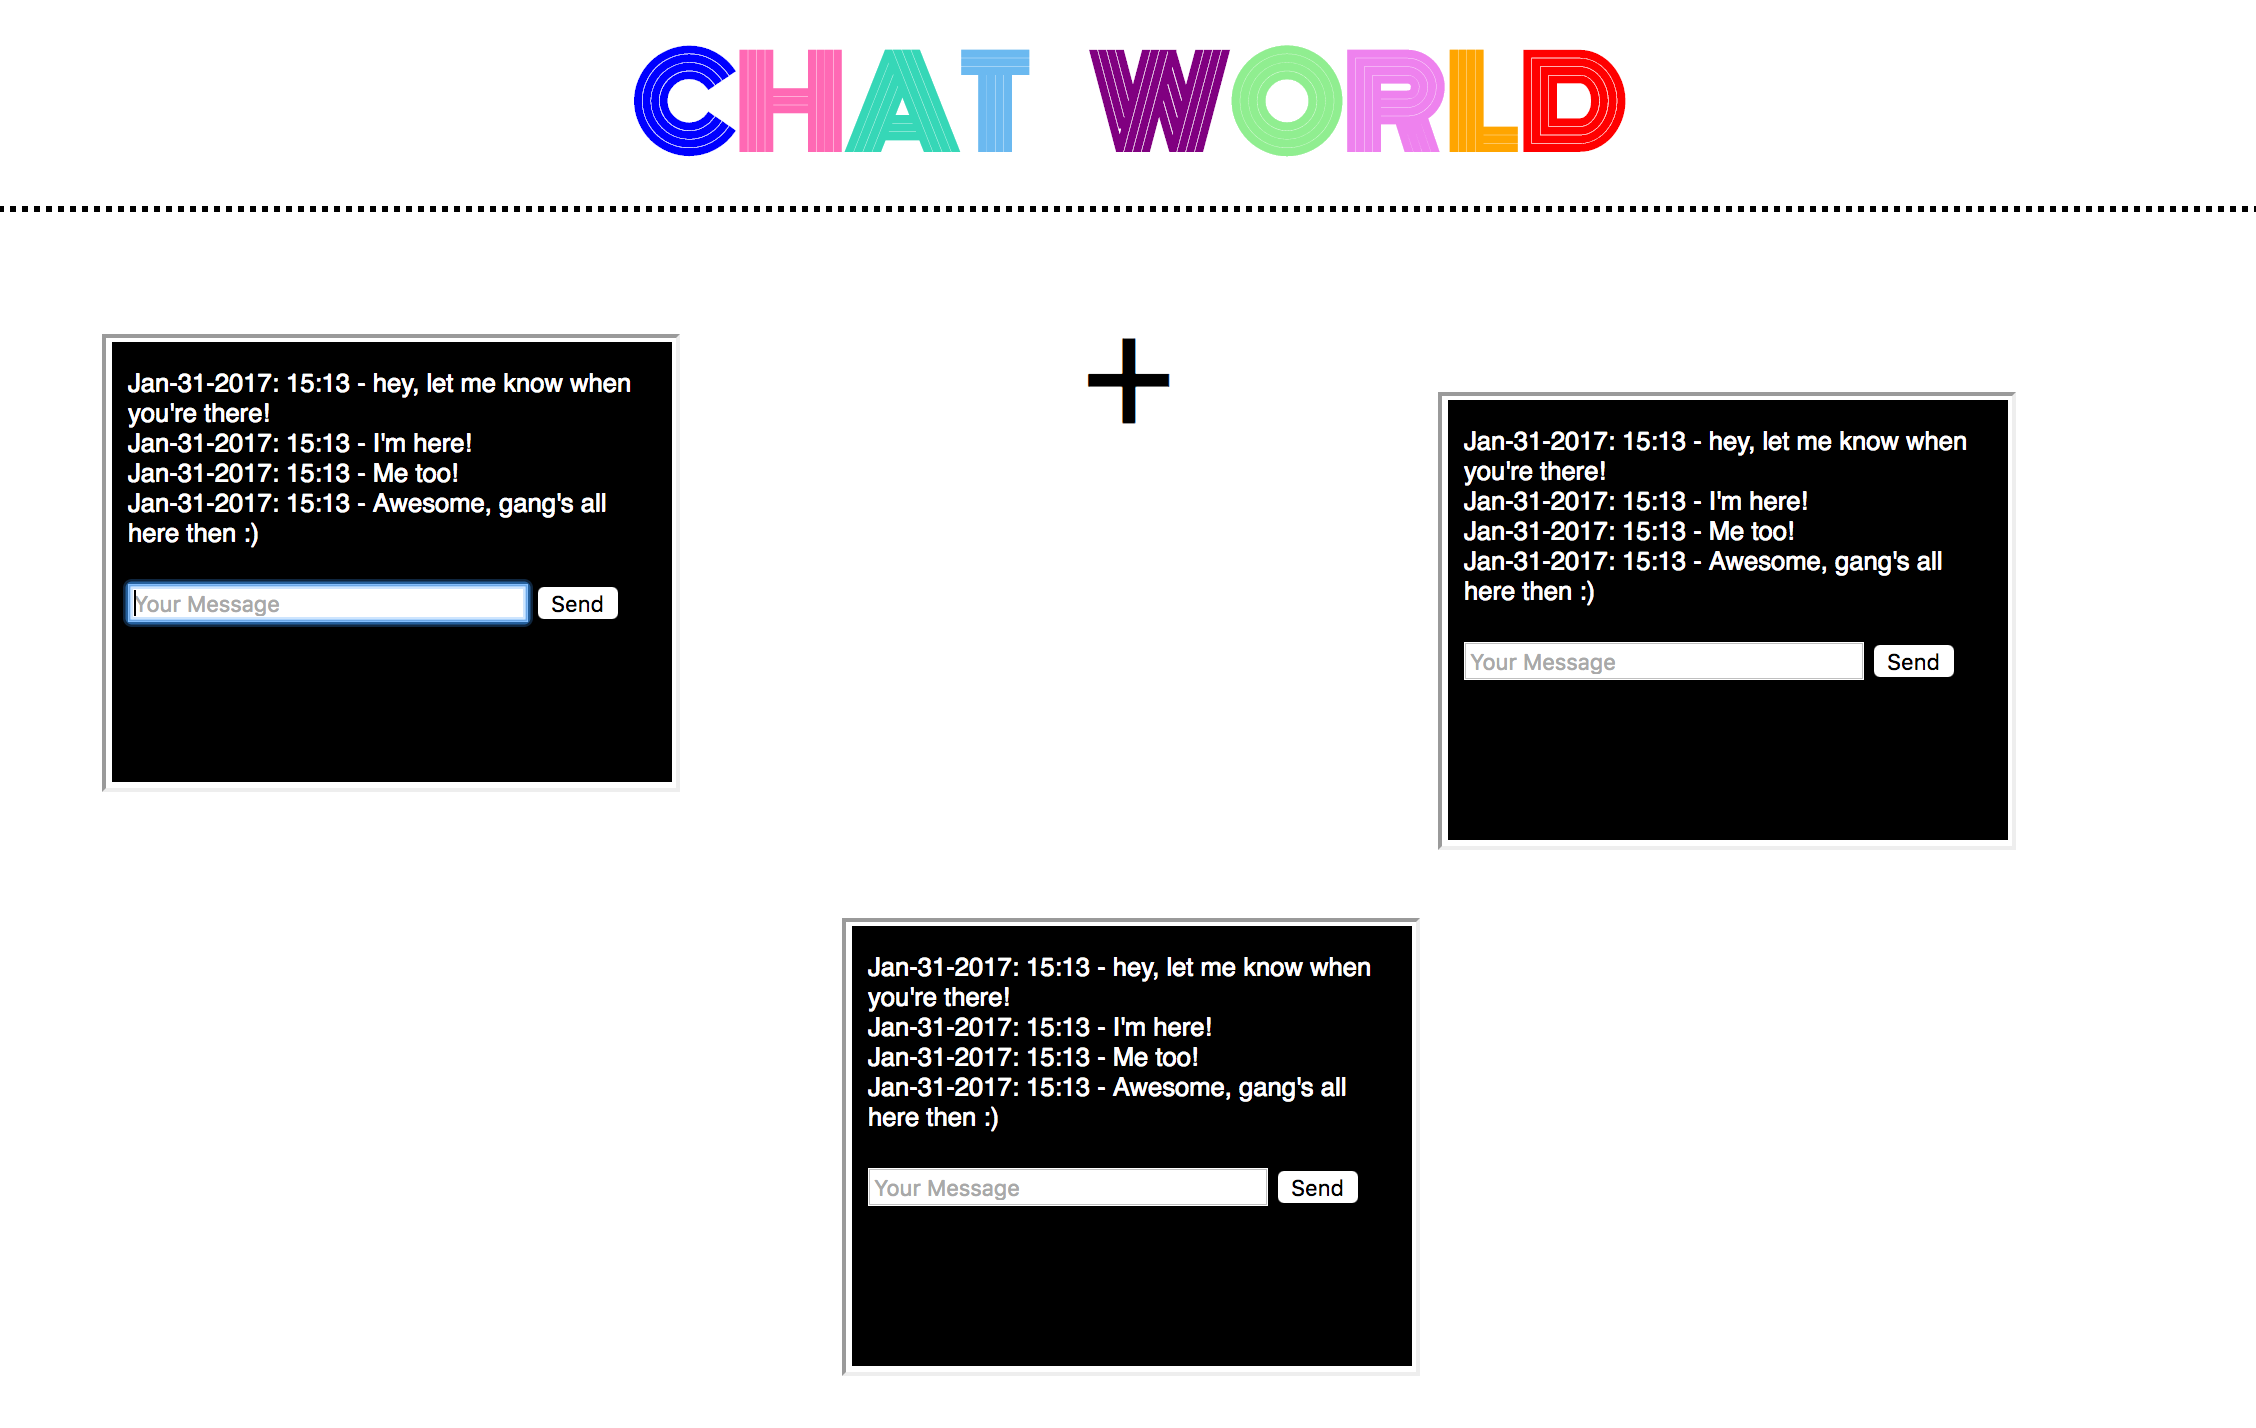 CHAT WORLD
+
Jan-31-2017: 15:13 - hey, let me know when
you're there!
Jan-31-2017: 15:13 - I'm here!
Jan-31-2017: 15:13 - Me too!
Jan-31-2017: 15:13 - Awesome, gang's all
here then :)
Your Message Send
Jan-31-2017: 15:13 - hey, let me know when
you're there!
Jan-31-2017: 15:13 - I'm here!
Jan-31-2017: 15:13 - Me too!
Jan-31-2017: 15:13 - Awesome, gang's all
here then :)
Your Message Send
Jan-31-2017: 15:13 - hey, let me know when
you're there!
Jan-31-2017: 15:13 - I'm here!
Jan-31-2017: 15:13 - Me too!
Jan-31-2017: 15:13 - Awesome, gang's all
here then :)
Your Message Send